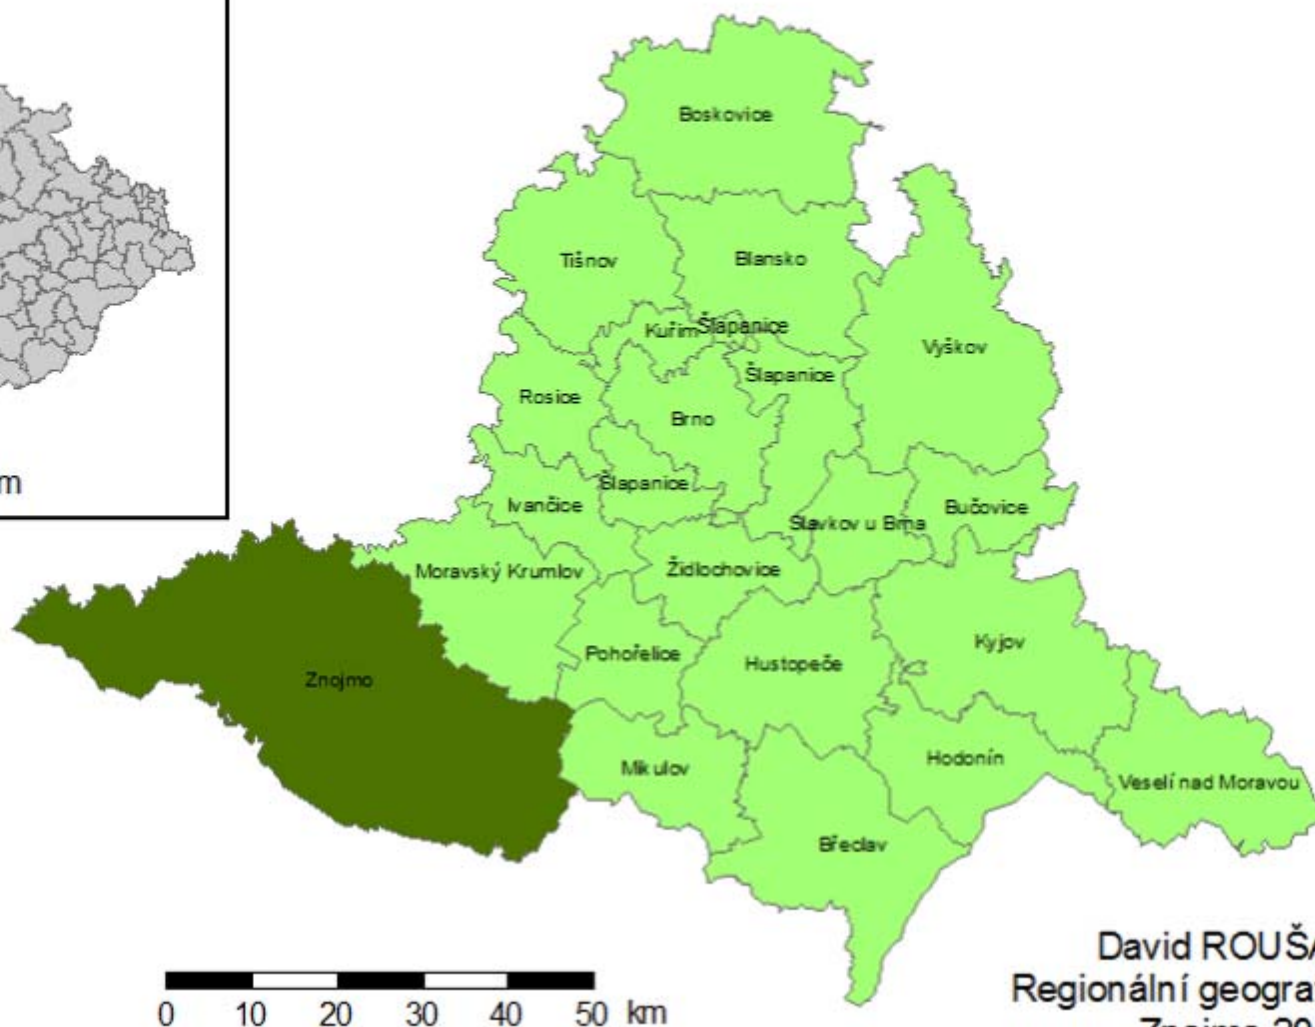 Boskovice
Tišnov
Blansko
Kuřim
Šlapanice
Vyškov
Šlapanice
Rosice
Brno
Šlapanice
m
Ivančice
Bučovice
Slavkov u Brna
Moravský Krumlov
Židlochovice
Kyjov
Pohořelice
Hustopeče
Znojmo
Hodonín
Mikulov
Veselí nad Moravou
Břeclav
David ROUŠA
Regionální geogra
0 10 20 30 40 50 km